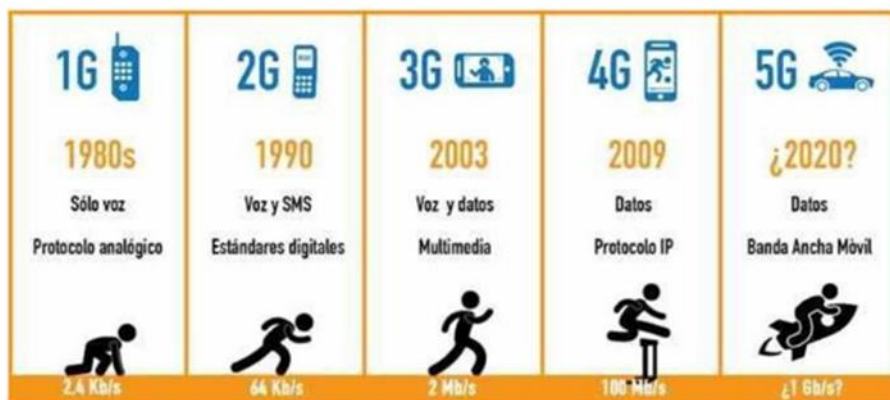 1G
1980s
Sólo voz
Protocolo analógico
2.4 Kb/s
2G
1990
Voz y SMS
Estándares digitales
64 Kb/s
3G
2003
Voz y datos
Multimedia
2 Mb/s
4G
2009
Datos
Protocolo IP
100 Mb/s
5G
¿2020?
Datos
Banda Ancha Mòvil
¿1 Gb/s?